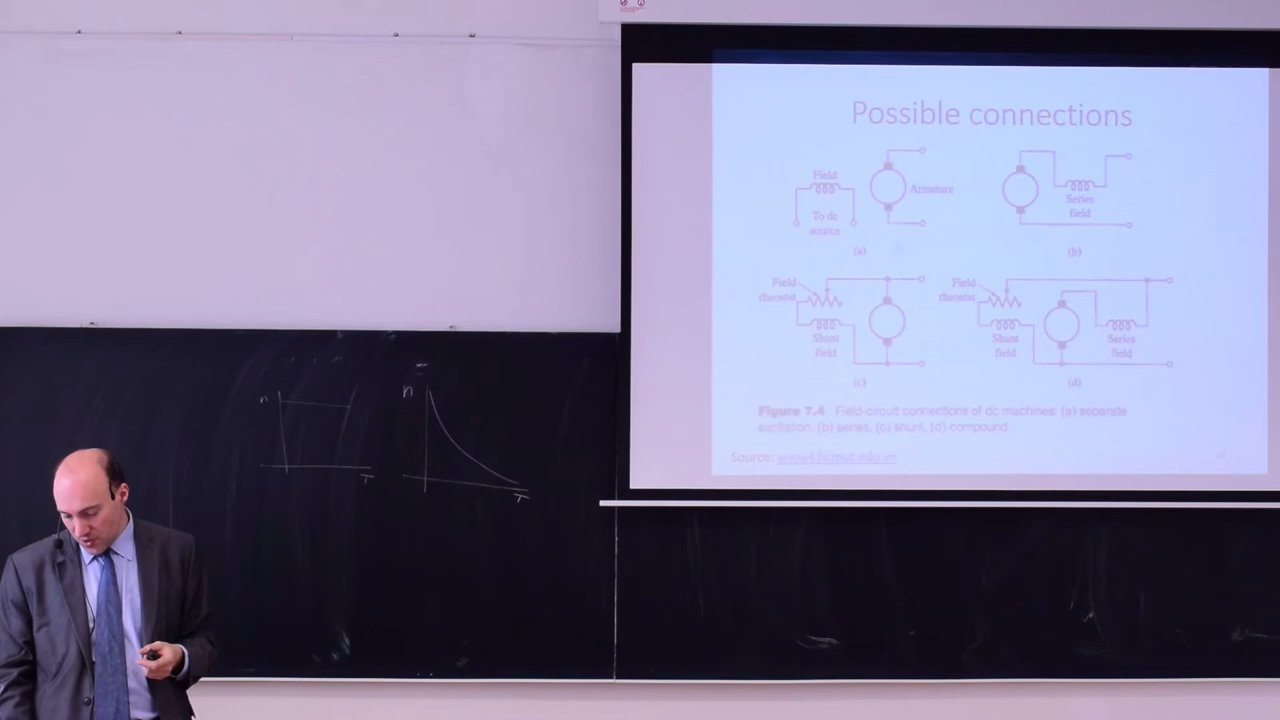 Possible connections
Field
To dc
source
Armature
(a)
Series
field
(b)
Field
rheostat
Shunt
field
(c)
Field
rheostat
Shunt
field
Series
field
(d)
Figure 7.4 Field-circuit connections of dc machines: (a) separate
excitation, (b) series, (c) shunt, (d) compound.
Source: www4.hcmut.edu.vn
n
T
n
T